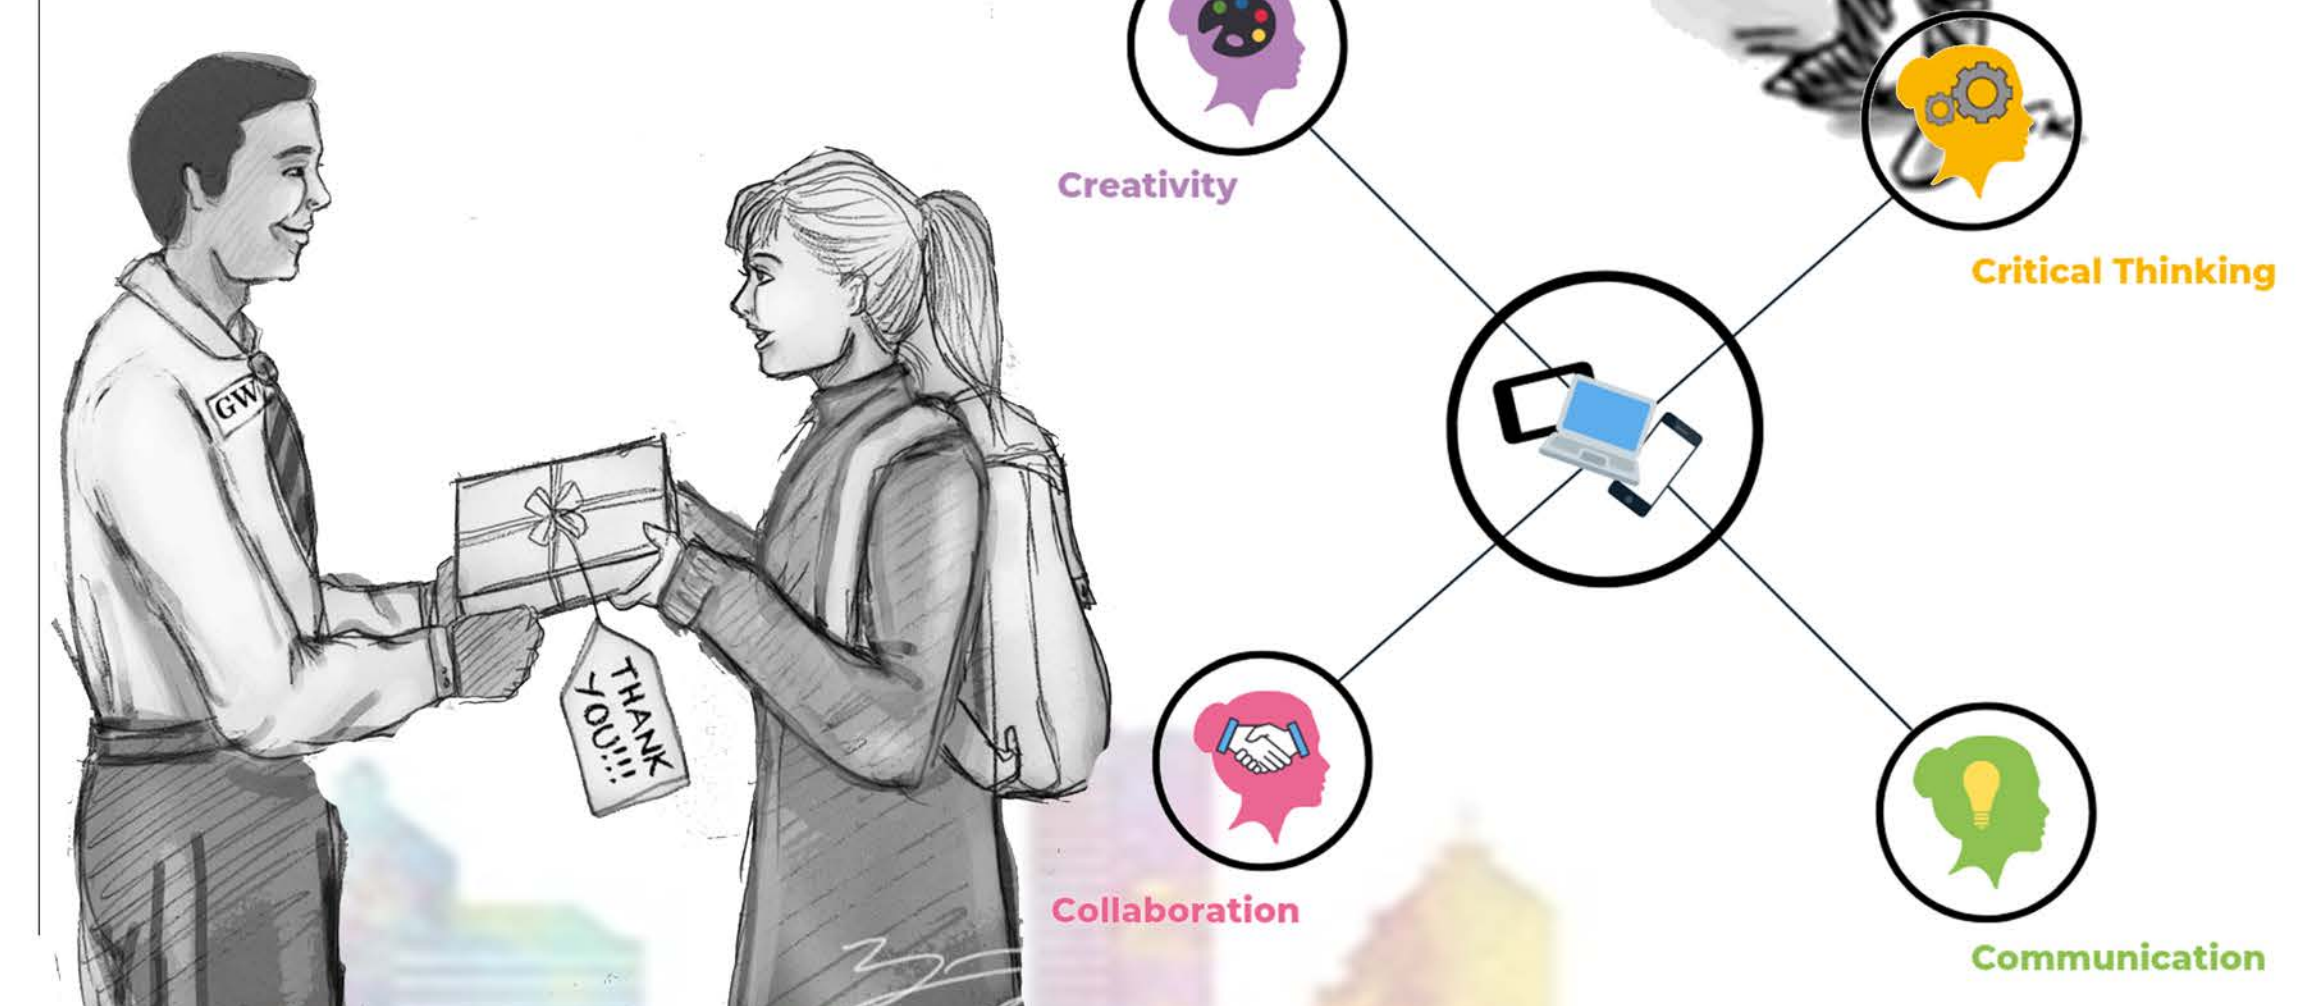 Creativity
Critical Thinking
GW
THANK
YOU!!!
Collaboration
Communication